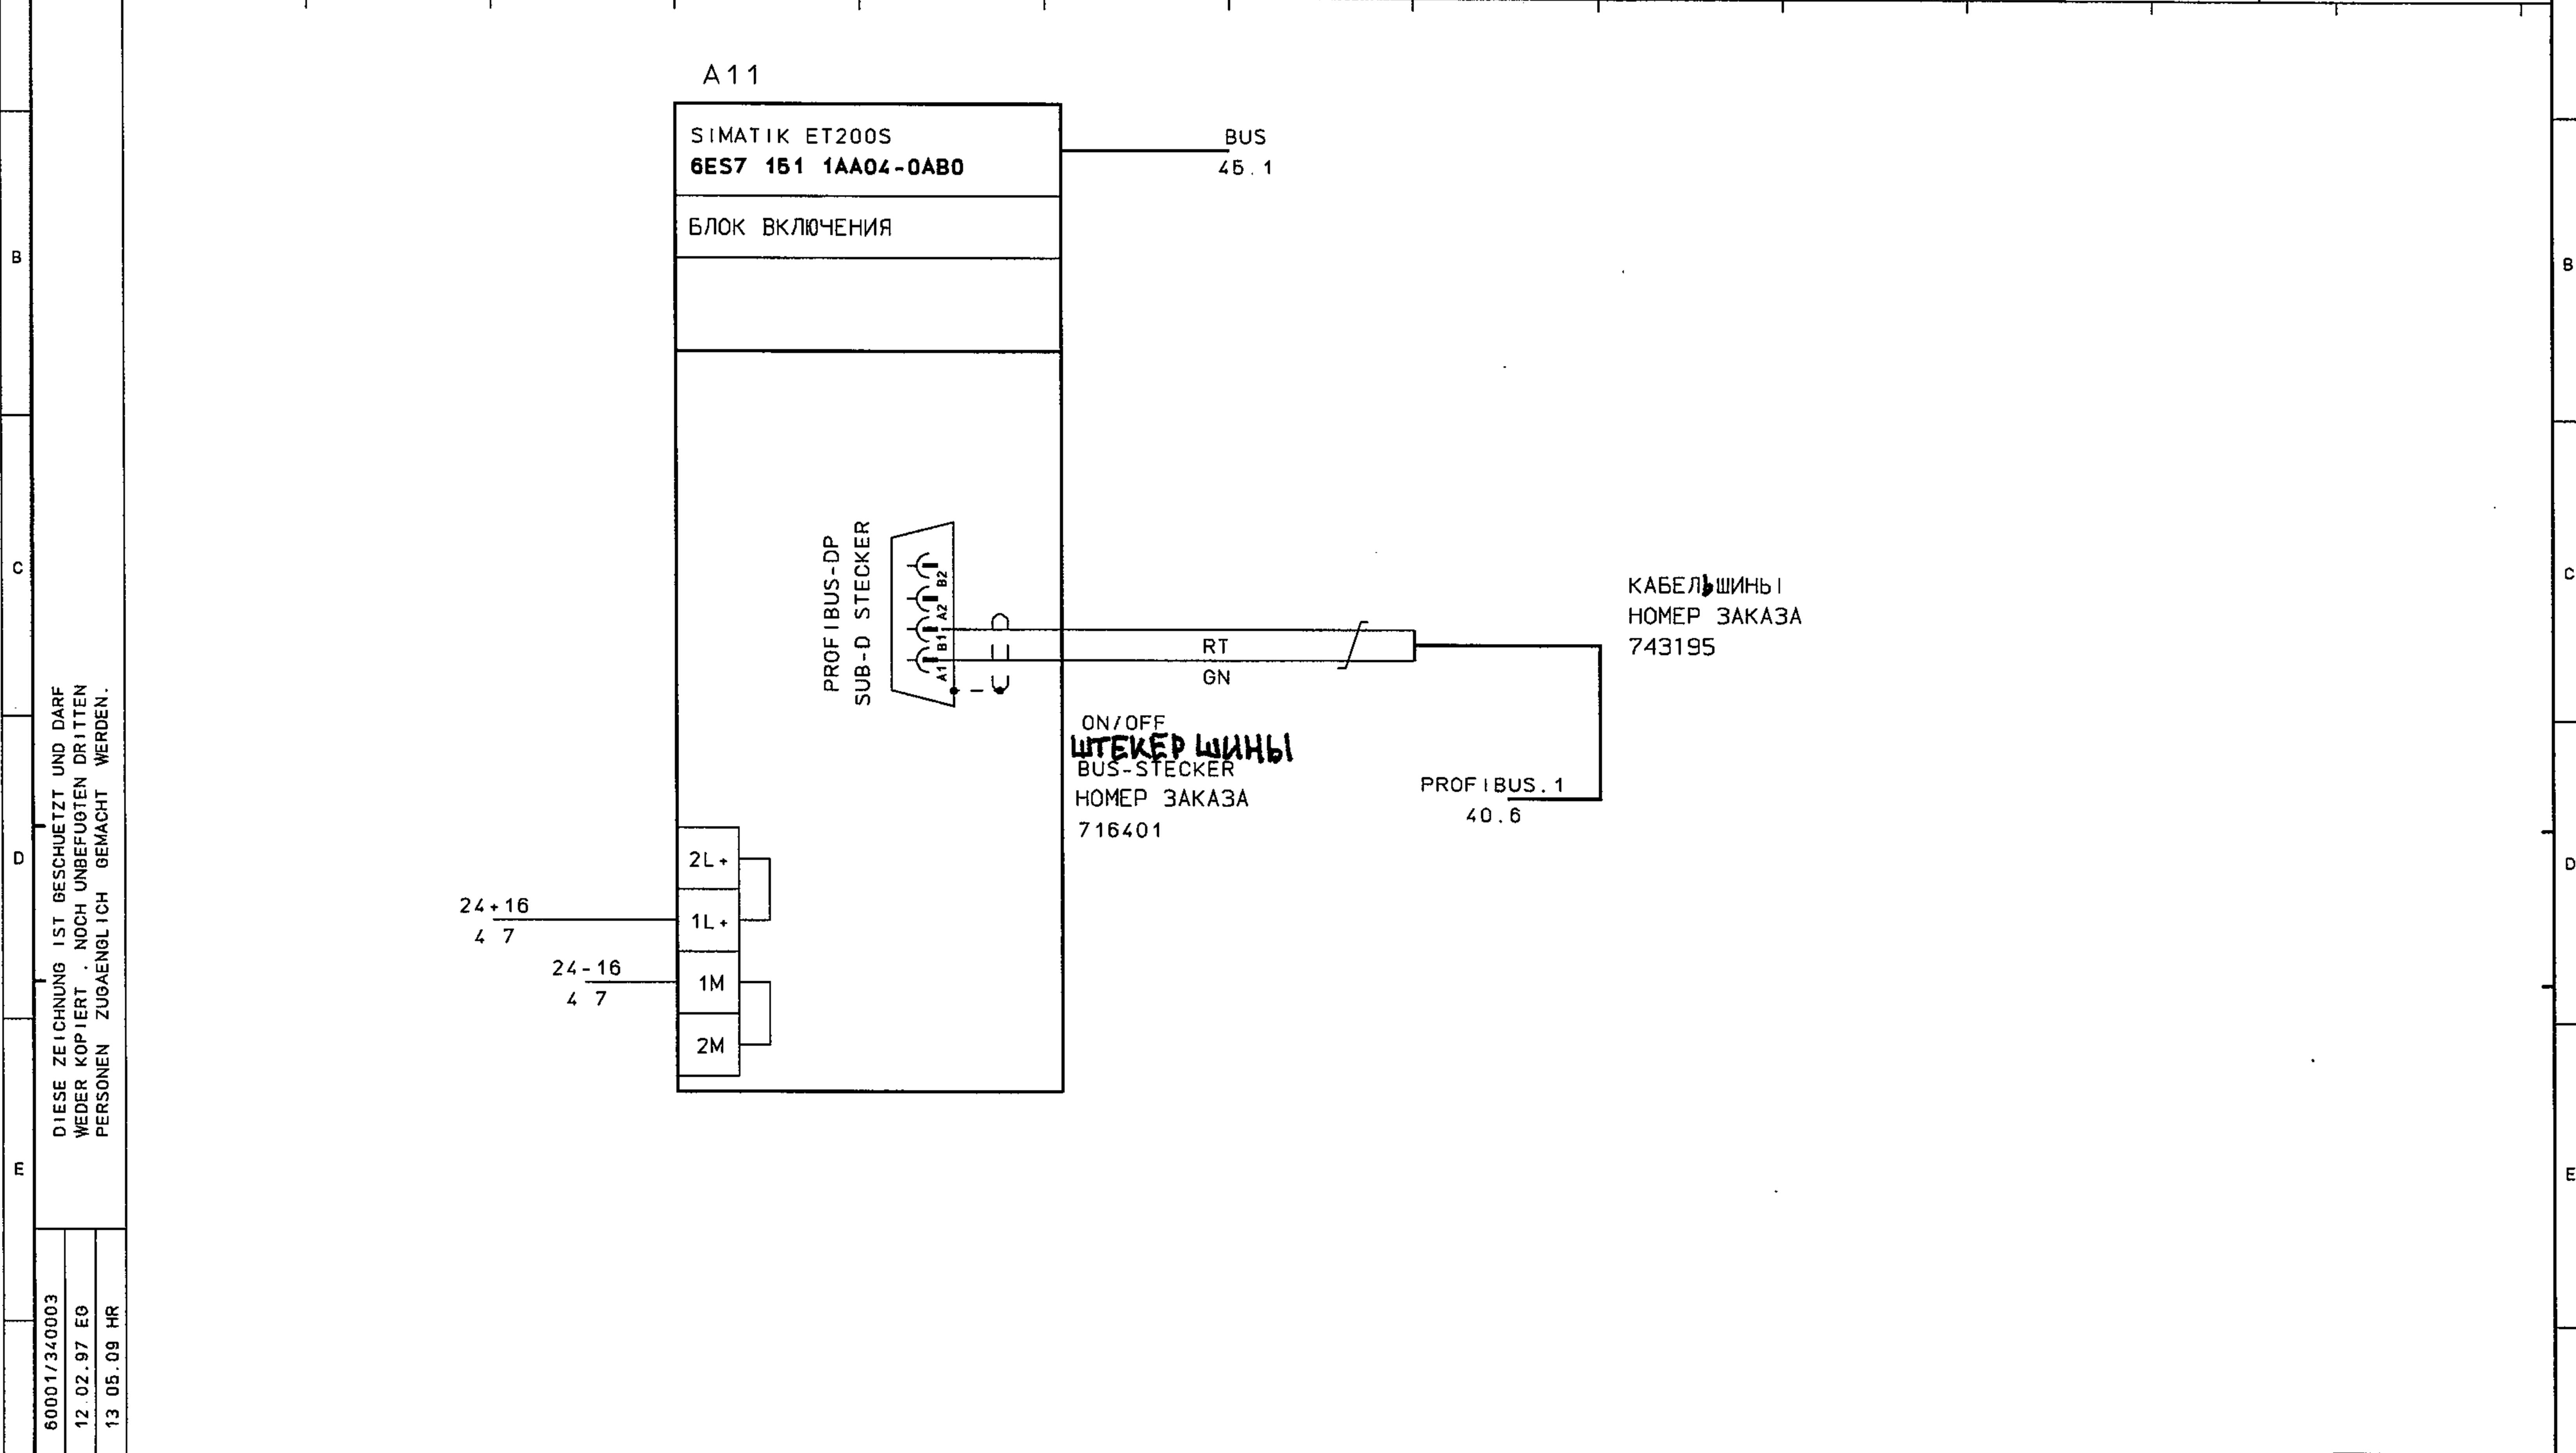 A11
SIMATIK ET200S
6ES7 151 1AA04-0AB0
БЛОК ВКЛЮЧЕНИЯ
BUS
45.1
PROFIBUS-DP
SUB-D STECKER
B2
A2
B1
A1
RT
GN
КАБЕЛЬ ШИНЫ
НОМЕР ЗАКАЗА
743195
ON/OFF
ШТЕКЕР ШИНЫ
BUS-STECKER
НОМЕР ЗАКАЗА
716401
PROFIBUS.1
40.6
2L+
24+16
4 7
1L+
24-16
4 7
1M
2M
B
C
D
E
B
C
D
E
DIESE ZEICHNUNG IST GESCHUETZT UND DARF
WEDER KOPIERT . NOCH UNBEFUGTEN DRITTEN
PERSONEN ZUGAENGLICH GEMACHT WERDEN.
60001/340003
12.02.97 EG
13 05.09 HR